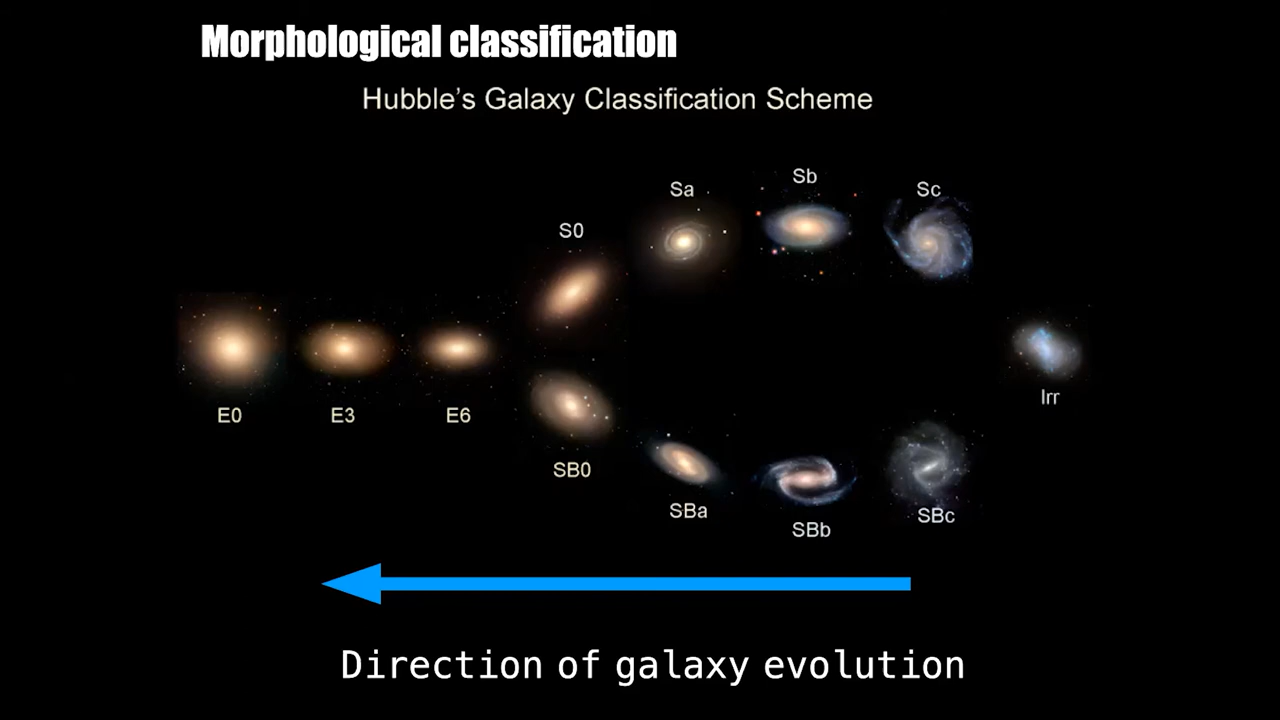 Morphological classification
Hubble's Galaxy Classification Scheme
Sa
Sb
Sc
S0
E0
E3
E6
Irr
SB0
SBa
SBb
SBc
Direction of galaxy evolution